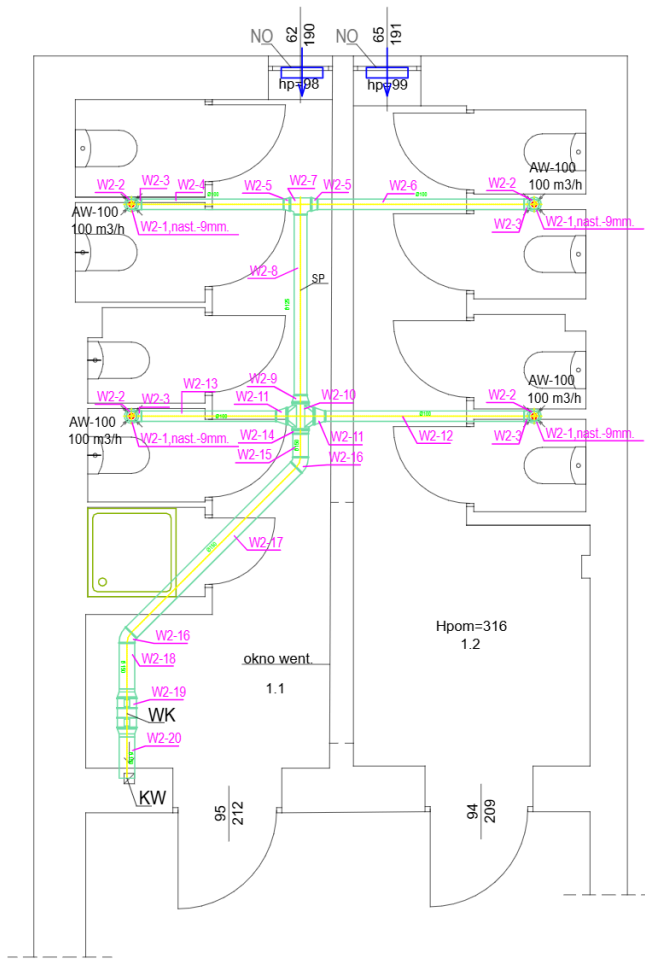 62
190
65
191
NO
NO
hp=98
hp=99
W2-2
W2-3
W2-4
Ø100
W2-5
W2-7
W2-5
W2-6
Ø100
W2-2
AW-100
100 m3/h
AW-100
100 m3/h
W2-1,nast.-9mm.
W2-3
W2-1,nast.-9mm.
W2-8
SP
Ø125
W2-2
W2-3
W2-13
W2-9
W2-10
W2-11
Ø100
Ø100
W2-2
AW-100
100 m3/h
AW-100
100 m3/h
W2-1,nast.-9mm.
W2-14
W2-11
W2-12
W2-3
W2-1,nast.-9mm.
W2-15
W2-16
W2-17
W2-16
W2-18
W2-19
WK
W2-20
KW
okno went.
1.1
Hpom=316
1.2
95
212
94
209